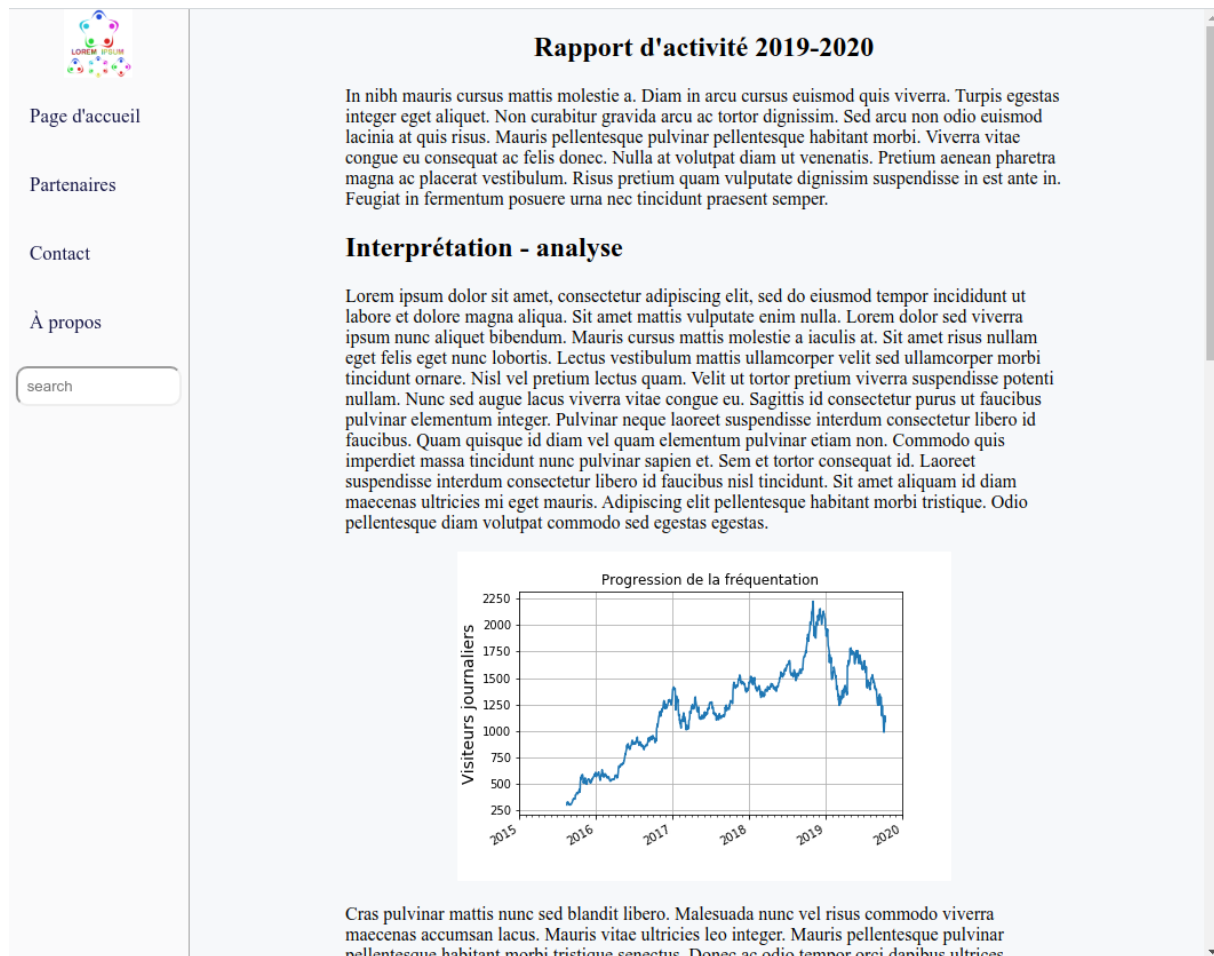 LOREM IPSUM
Page d'accueil
Partenaires
Contact
À propos
search
Rapport d'activité 2019-2020
In nibh mauris cursus mattis molestie a. Diam in arcu cursus euismod quis viverra. Turpis egestas
integer eget aliquet. Non curabitur gravida arcu ac tortor dignissim. Sed arcu non odio euismod
lacinia at quis risus. Mauris pellentesque pulvinar pellentesque habitant morbi. Viverra vitae
congue eu consequat ac felis donec. Nulla at volutpat diam ut venenatis. Pretium aenean pharetra
magna ac placerat vestibulum. Risus pretium quam vulputate dignissim suspendisse in est ante in.
Feugiat in fermentum posuere urna nec tincidunt praesent semper.
Interprétation - analyse
Lorem ipsum dolor sit amet, consectetur adipiscing elit, sed do eiusmod tempor incididunt ut
labore et dolore magna aliqua. Sit amet mattis vulputate enim nulla. Lorem dolor sed viverra
ipsum nunc aliquet bibendum. Mauris cursus mattis molestie a iaculis at. Sit amet risus nullam
eget felis eget nunc lobortis. Lectus vestibulum mattis ullamcorper velit sed ullamcorper morbi
tincidunt ornare. Nisl vel pretium lectus quam. Velit ut tortor pretium viverra suspendisse potenti
nullam. Nunc sed augue lacus viverra vitae congue eu. Sagittis id consectetur purus ut faucibus
pulvinar elementum integer. Pulvinar neque laoreet suspendisse interdum consectetur libero id
faucibus. Quam quisque id diam vel quam elementum pulvinar etiam non. Commodo quis
imperdiet massa tincidunt nunc pulvinar sapien et. Sem et tortor consequat id. Laoreet
suspendisse interdum consectetur libero id faucibus nisl tincidunt. Sit amet aliquam id diam
maecenas ultricies mi eget mauris. Adipiscing elit pellentesque habitant morbi tristique. Odio
pellentesque diam volutpat commodo sed egestas egestas.
Progression de la fréquentation
Visiteurs journaliers
2250
2000
1750
1500
1250
1000
750
500
250
2015 2016 2017 2018 2019 2020
Cras pulvinar mattis nunc sed blandit libero. Malesuada nunc vel risus commodo viverra
maecenas accumsan lacus. Mauris vitae ultricies leo integer. Mauris pellentesque pulvinar
pellentesque habitant morbi tristique senectus. Donec ac odio tempor orci dapibus ultrices